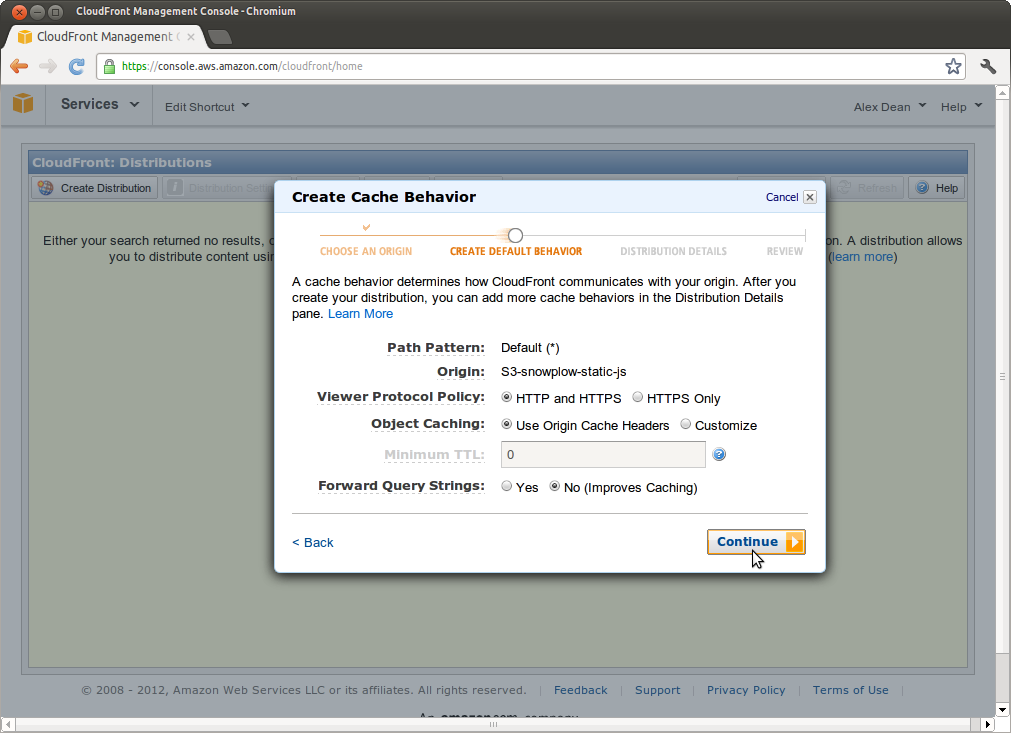 CloudFront Management Console - Chromium
CloudFront Management
https://console.aws.amazon.com/cloudfront/home
Services Edit Shortcut Alex Dean Help
CloudFront: Distributions
Create Distribution Distribution Refresh Help
Create Cache Behavior Cancel
CHOOSE AN ORIGIN CREATE DEFAULT BEHAVIOR DISTRIBUTION DETAILS REVIEW
Either your search returned no results, on. A distribution allows
you to distribute content (learn more)
A cache behavior determines how CloudFront communicates with your origin. After you
create your distribution, you can add more cache behaviors in the Distribution Details
pane. Learn More
Path Pattern: Default (*)
Origin: S3-snowplow-static-js
Viewer Protocol Policy: HTTP and HTTPS HTTPS Only
Object Caching: Use Origin Cache Headers Customize
Minimum TTL: 0
Forward Query Strings: Yes No (Improves Caching)
< Back Continue
© 2008 - 2012, Amazon Web Services LLC or its affiliates. All rights reserved. | Feedback | Support | Privacy Policy | Terms of Use |
An amazon.com company